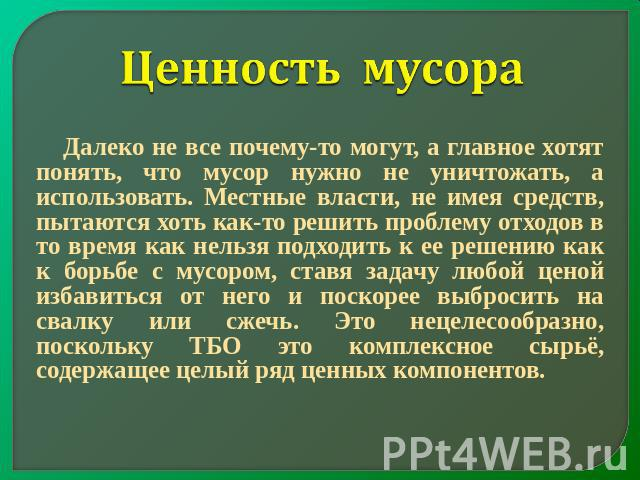 Ценность мусора
Далеко не все почему-то могут, а главное хотят
понять, что мусор нужно не уничтожать, а
использовать. Местные власти, не имея средств,
пытаются хоть как-то решить проблему отходов в
то время как нельзя подходить к ее решению как
к борьбе с мусором, ставя задачу любой ценой
избавиться от него и поскорее выбросить на
свалку или сжечь. Это нецелесообразно,
поскольку ТБО это комплексное сырьё,
содержащее целый ряд ценных компонентов.
PPt4WEB.ru